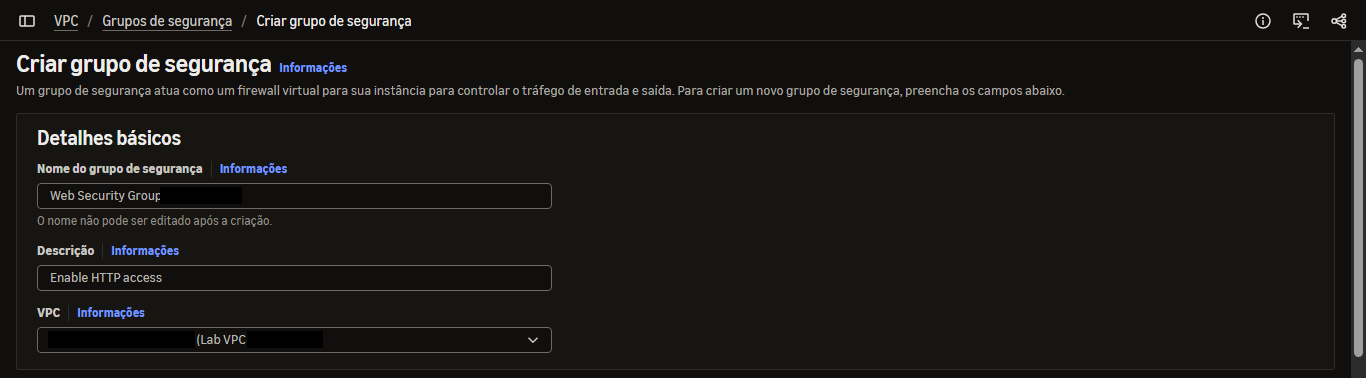 VPC / Grupos de segurança / Criar grupo de segurança
Criar grupo de segurança Informações
Um grupo de segurança atua como um firewall virtual para sua instância para controlar o tráfego de entrada e saída. Para criar um novo grupo de segurança, preencha os campos abaixo.
Detalhes básicos
Nome do grupo de segurança Informações
Web Security Group
O nome não pode ser editado após a criação.
Descrição Informações
Enable HTTP access
VPC Informações
(Lab VPC